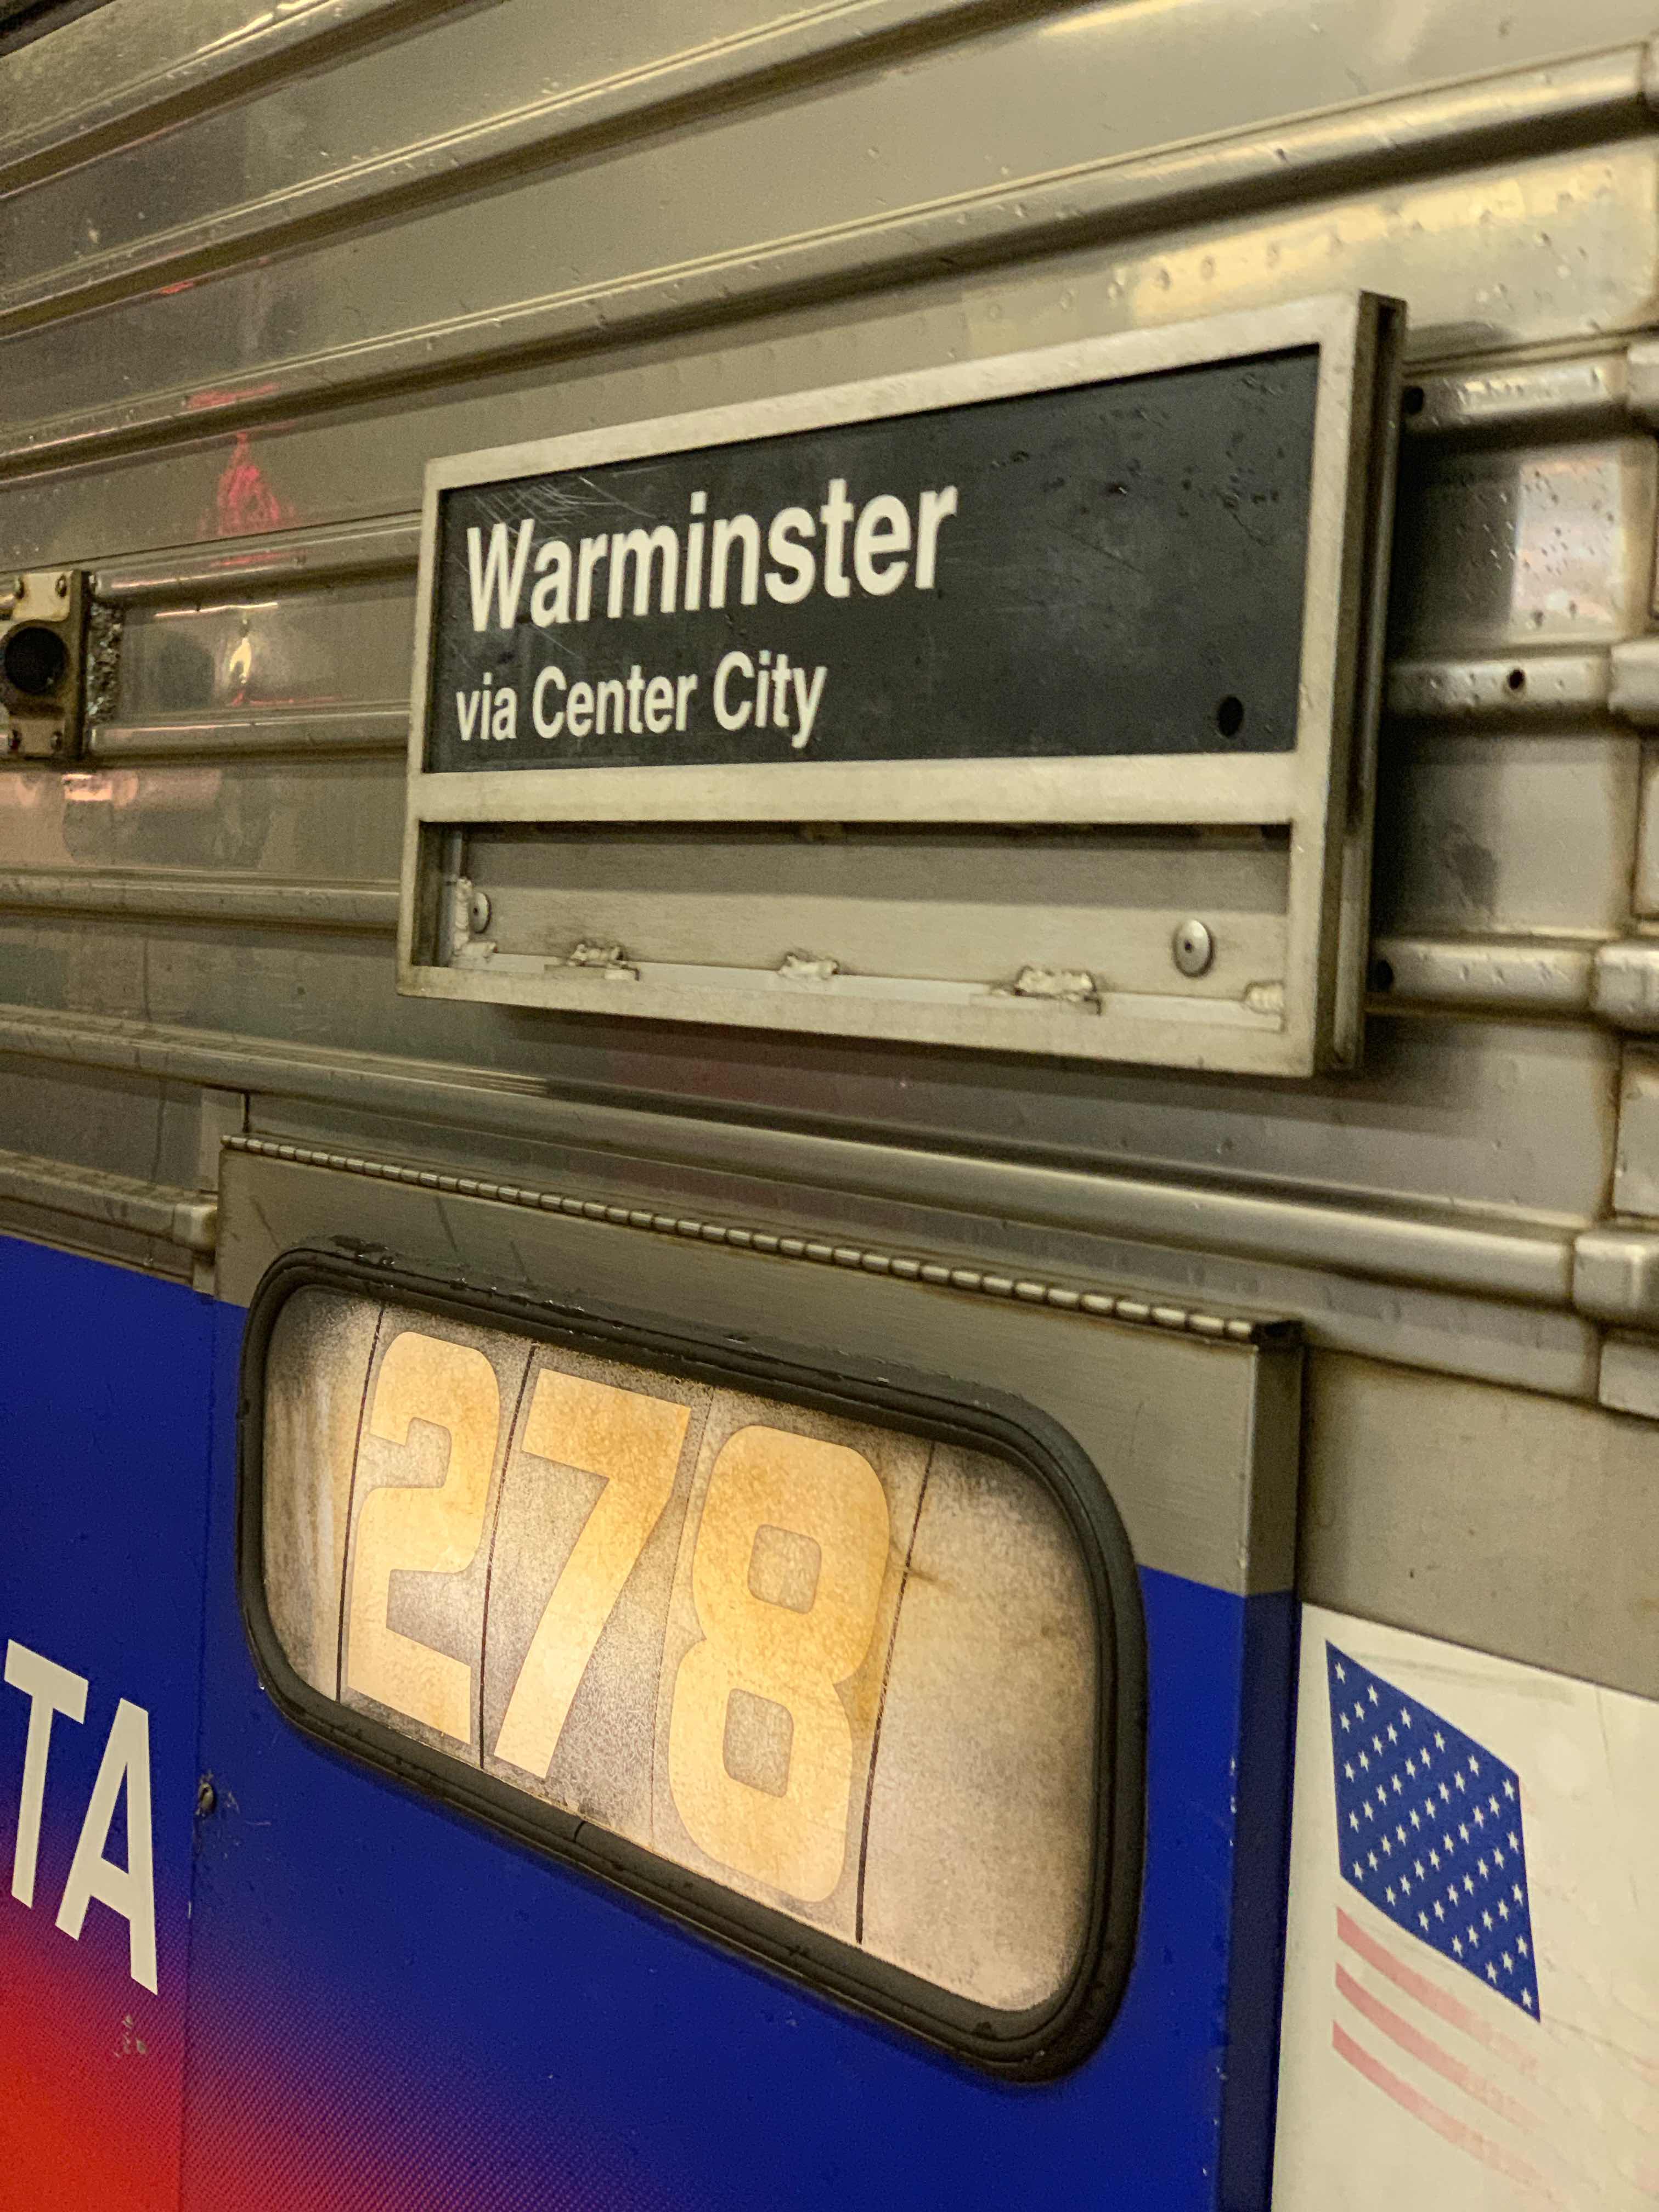 Warminster
via Center City
278
TA